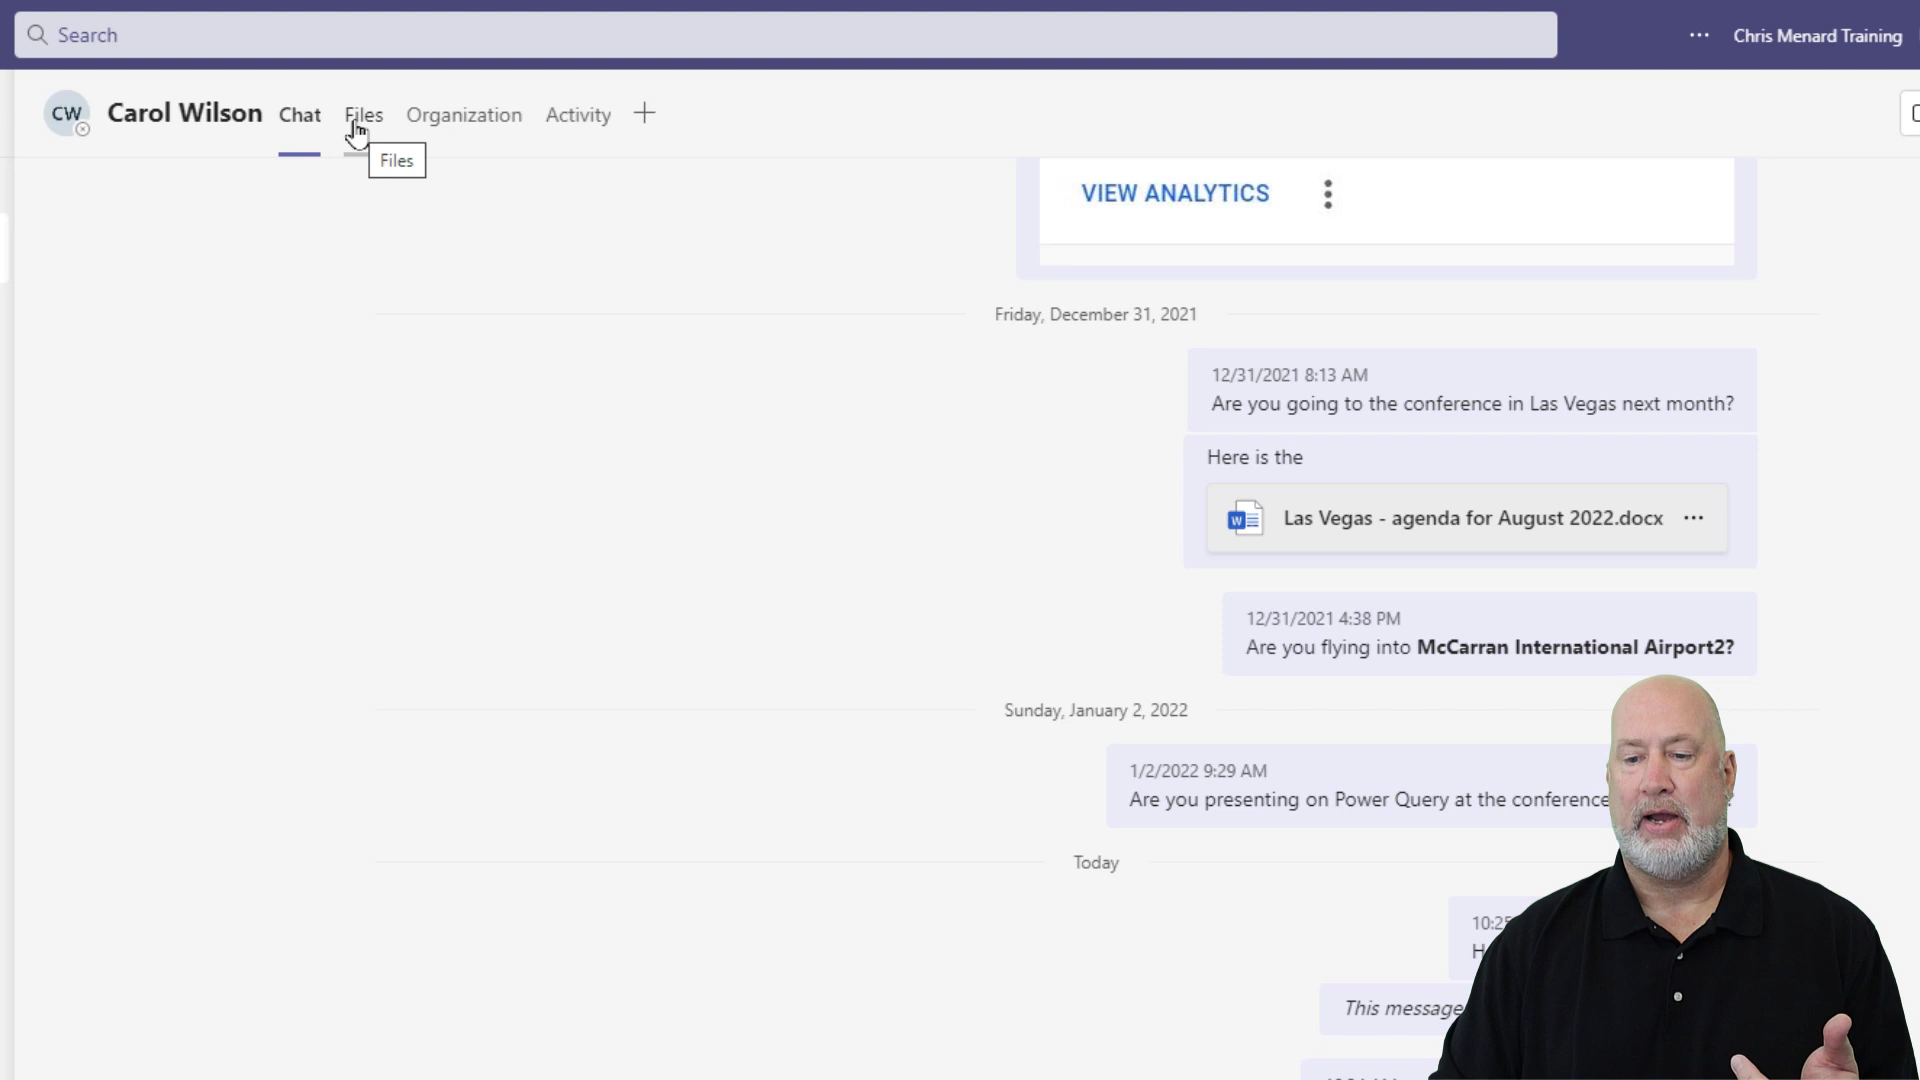 Search
Chris Menard Training
CW
Carol Wilson
Chat
Files
Organization
Activity
Files
VIEW ANALYTICS
Friday, December 31, 2021
12/31/2021 8:13 AM
Are you going to the conference in Las Vegas next month?
Here is the
Las Vegas - agenda for August 2022.docx
12/31/2021 4:38 PM
Are you flying into McCarran International Airport2?
Sunday, January 2, 2022
1/2/2022 9:29 AM
Are you presenting on Power Query at the conference
Today
This message